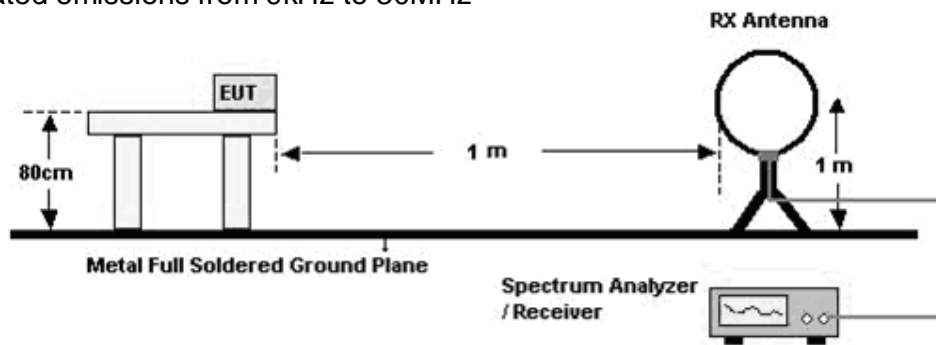 RX Antenna
EUT
80cm
1 m
1 m
Metal Full Soldered Ground Plane
Spectrum Analyzer
/ Receiver